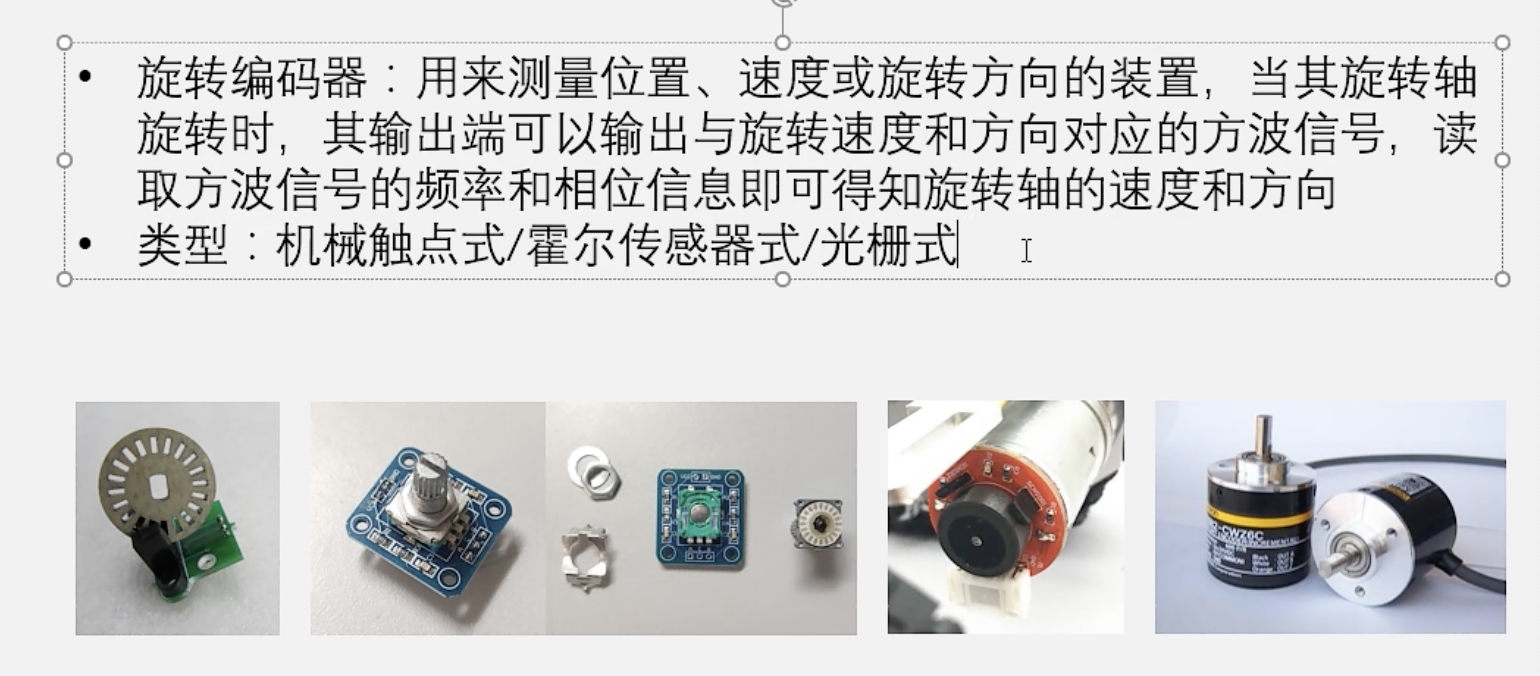 • 旋转编码器：用来测量位置、速度或旋转方向的装置，当其旋转轴
旋转时，其输出端可以输出与旋转速度和方向对应的方波信号，读
取方波信号的频率和相位信息即可得知旋转轴的速度和方向
• 类型：机械触点式/霍尔传感器式/光栅式
-CWZ6C